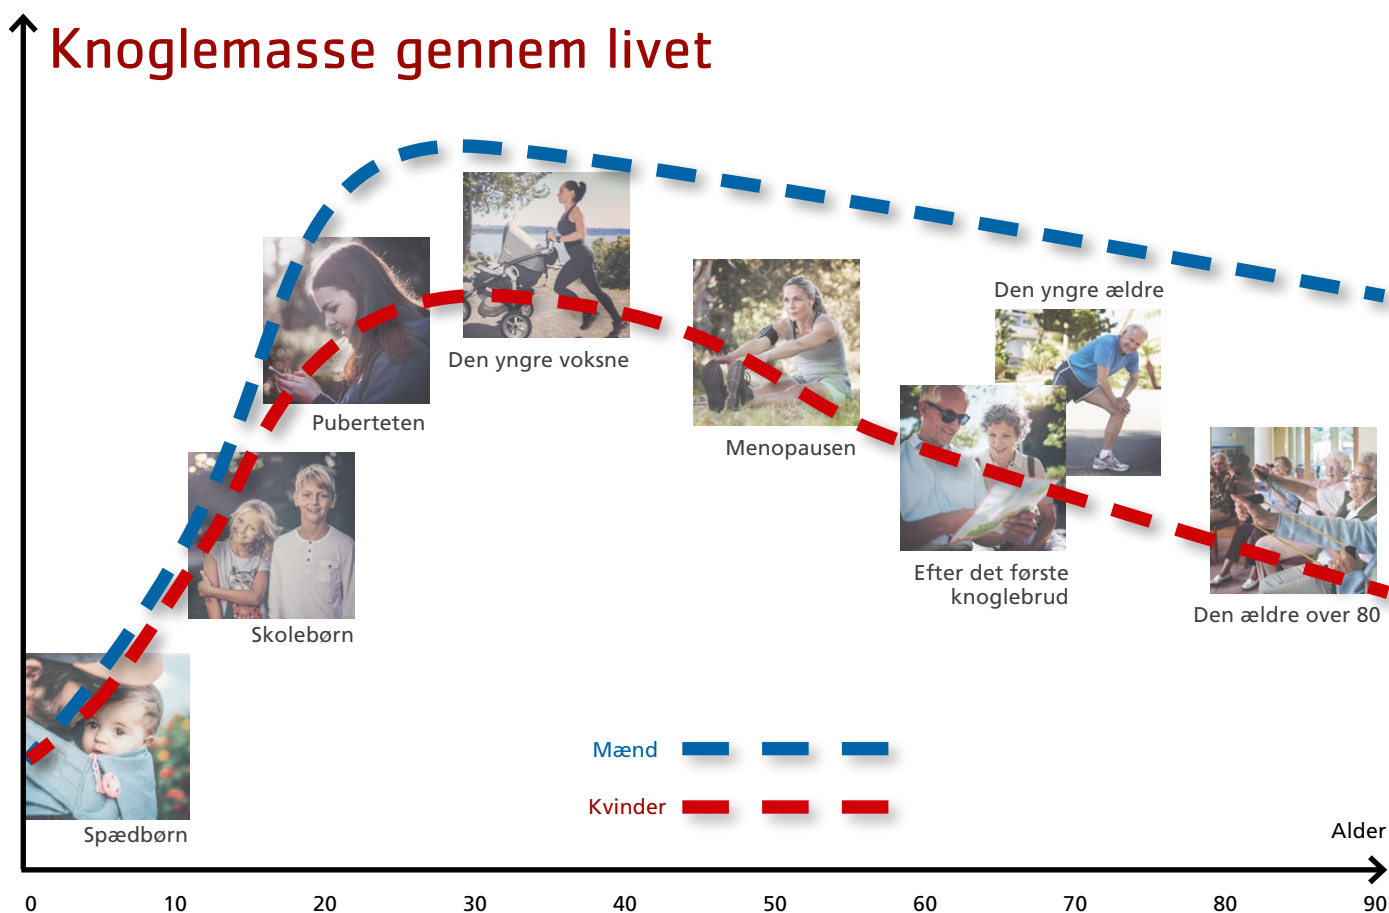 Knoglemasse gennem livet
Den yngre ældre
Den yngre voksne
Puberteten
Menopausen
Efter det første
knoglebrud
Den ældre over 80
Skolebørn
Mænd
Kvinder
Spædbørn
Alder
0 10 20 30 40 50 60 70 80 90